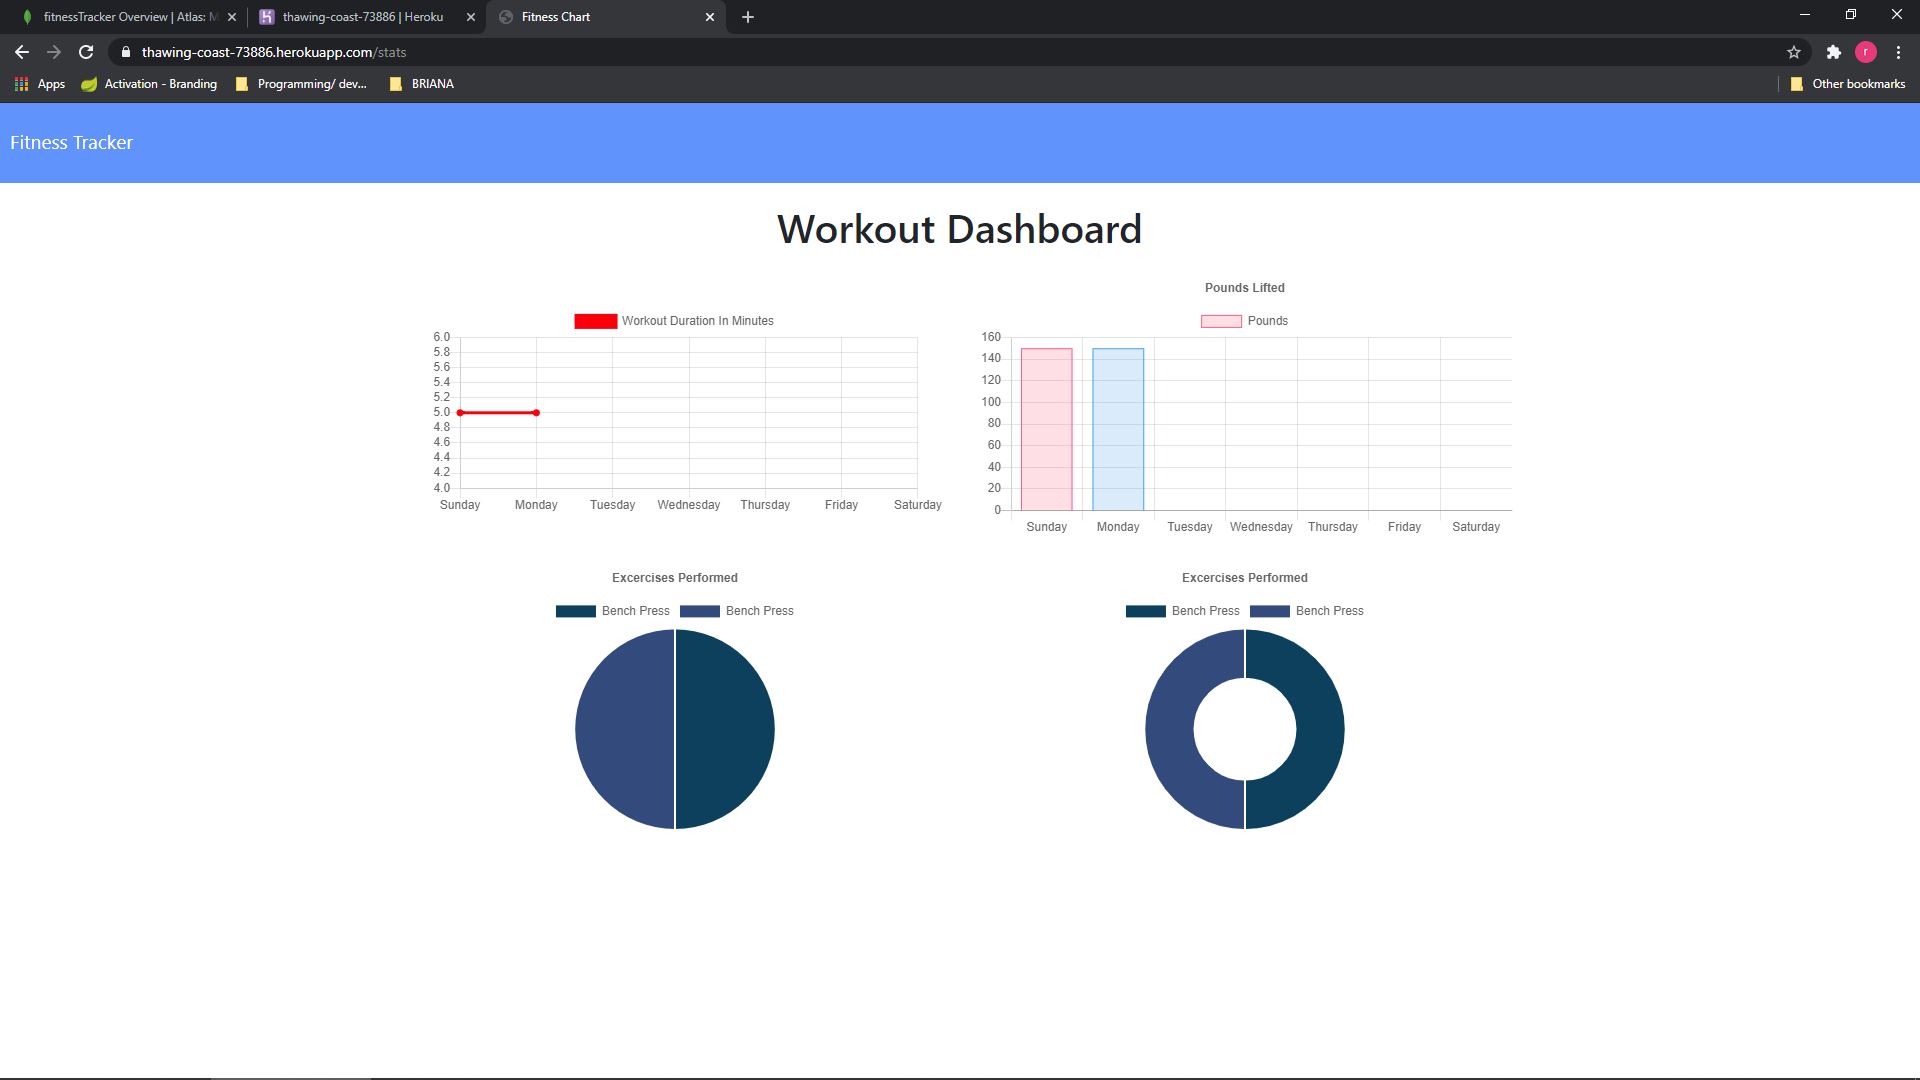 fitnessTracker Overview | Atlas: M
thawing-coast-73886 | Heroku
Fitness Chart
thawing-coast-73886.herokuapp.com/stats
r
Apps
Activation - Branding
Programming/ dev...
BRIANA
Other bookmarks
Fitness Tracker
Workout Dashboard
Workout Duration In Minutes
6.0
5.8
5.6
5.4
5.2
5.0
4.8
4.6
4.4
4.2
4.0
Sunday Monday Tuesday Wednesday Thursday Friday Saturday
Pounds Lifted
Pounds
160
140
120
100
80
60
40
20
0
Sunday Monday Tuesday Wednesday Thursday Friday Saturday
Excercises Performed
Bench Press Bench Press
Excercises Performed
Bench Press Bench Press